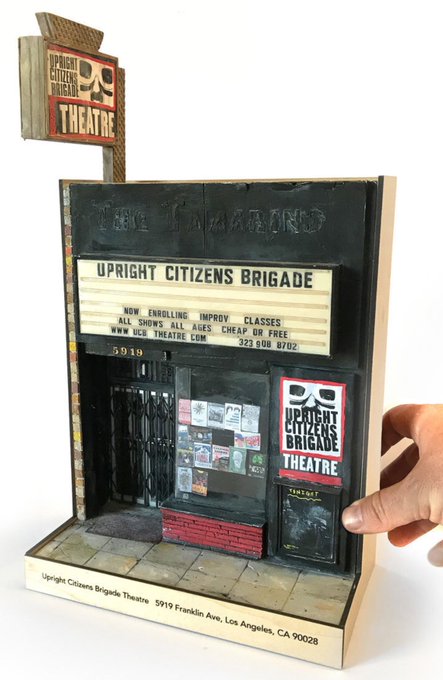 UPRIGHT
CITIZENS
BRIGADE
THEATRE
THE TAMARIND
UPRIGHT CITIZENS BRIGADE
NOW ENROLLING IMPROV CLASSES
ALL SHOWS ALL AGES CHEAP OR FREE
WWW UCB THEATRE COM 323 908 8702
5919
UPRIGHT
CITIZENS
BRIGADE
THEATRE
TONIGHT
Upright Citizens Brigade Theatre 5919 Franklin Ave, Los Angeles, CA 90028